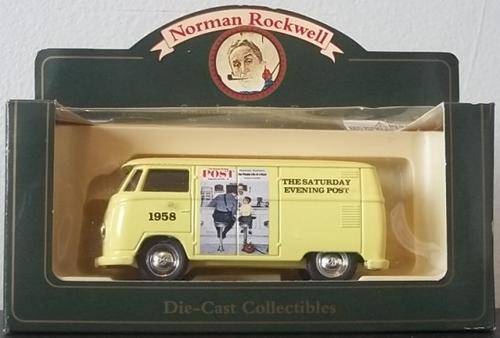 Norman Rockwell
POST
THE SATURDAY
EVENING POST
1958
Die-Cast Collectibles